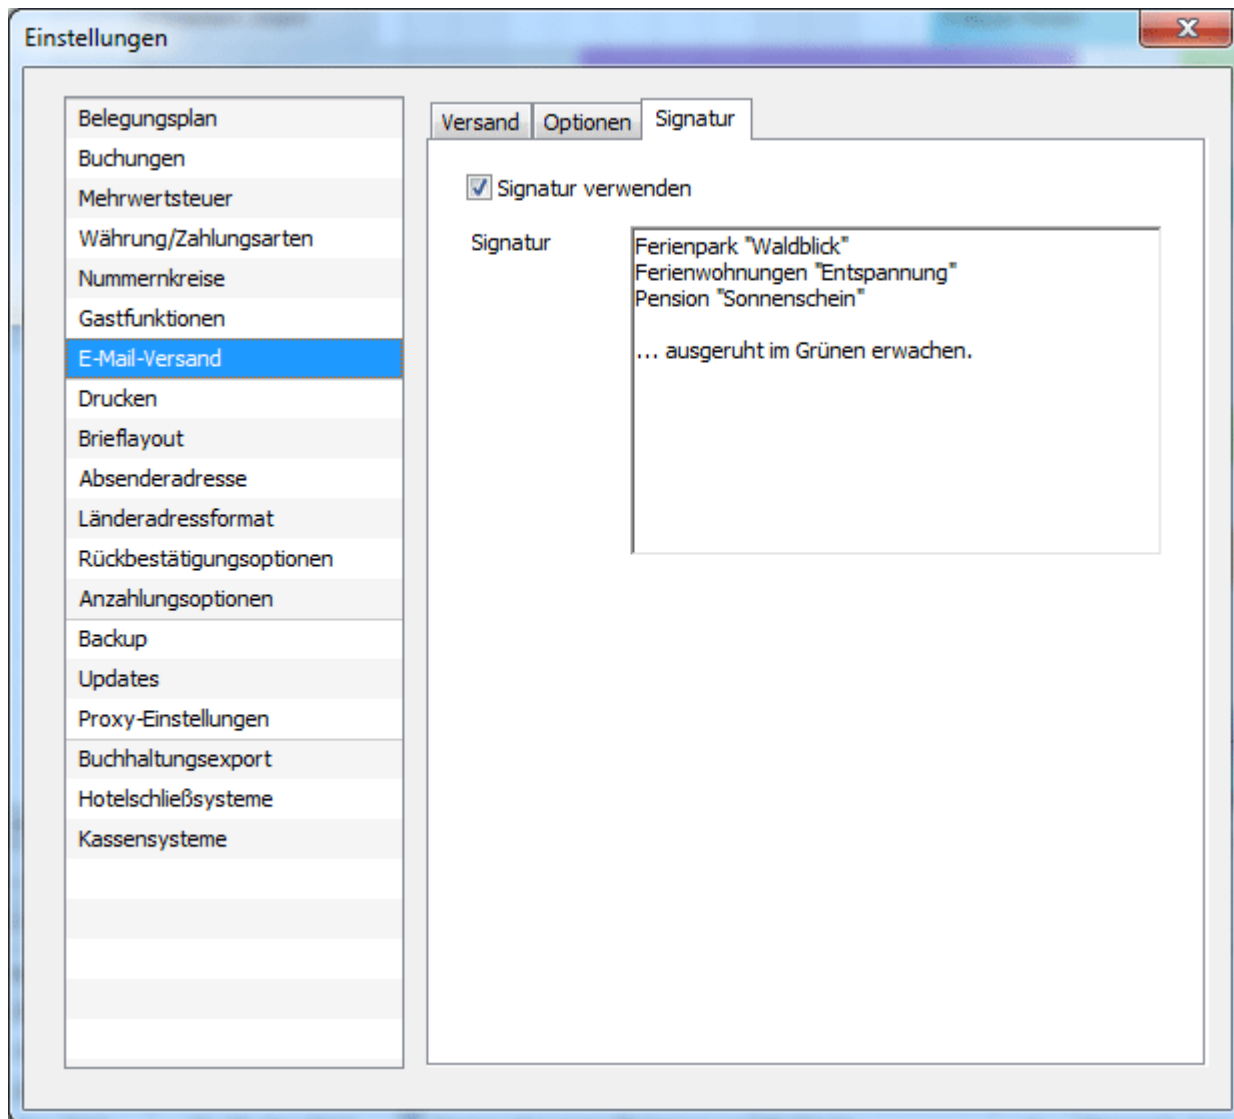 Einstellungen
Belegungsplan
Buchungen
Mehrwertsteuer
Währung/Zahlungsarten
Nummernkreise
Gastfunktionen
E-Mail-Versand
Drucken
Brieflayout
Absenderadresse
Länderadressformat
Rückbestätigungsoptionen
Anzahlungsoptionen
Backup
Updates
Proxy-Einstellungen
Buchhaltungsexport
Hotelschließsysteme
Kassensysteme
Versand Optionen Signatur
Signatur verwenden
Signatur
Ferienpark "Waldblick"
Ferienwohnungen "Entspannung"
Pension "Sonnenschein"
... ausgeruht im Grünen erwachen.